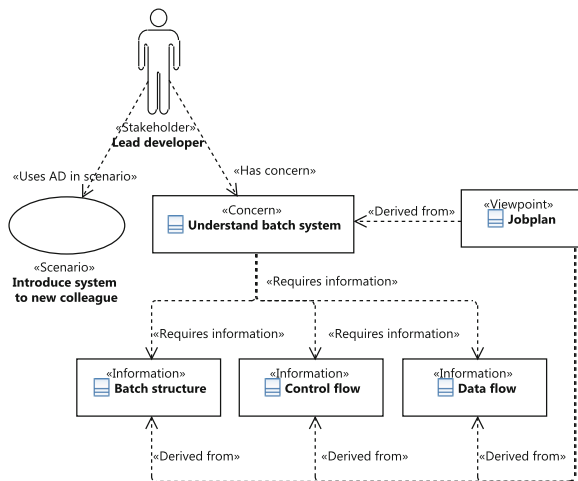 «Stakeholder»
Lead developer
«Uses AD in scenario»
«Has concern»
«Concern»
Understand batch system
«Derived from»
«Viewpoint»
Jobplan
«Scenario»
Introduce system
to new colleague
«Requires information»
«Requires information»
«Requires information»
«Information»
Batch structure
«Information»
Control flow
«Information»
Data flow
«Derived from»
«Derived from»
«Derived from»